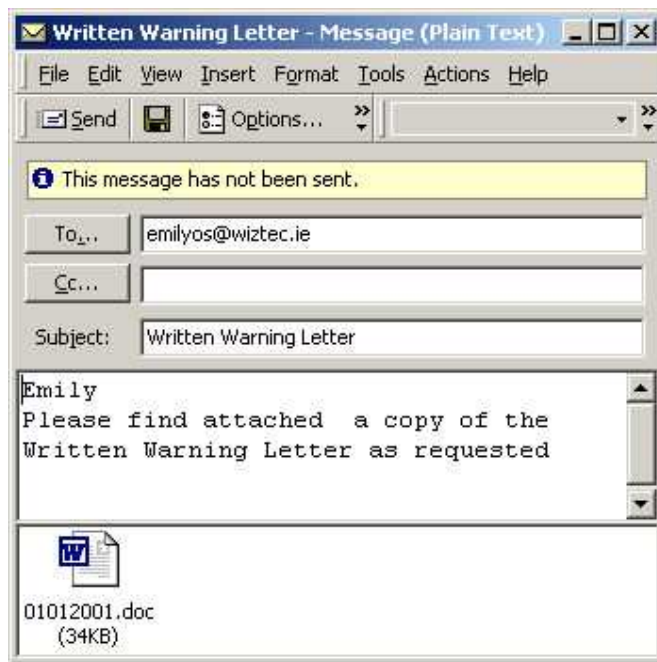 Written Warning Letter - Message (Plain Text)
File Edit View Insert Format Tools Actions Help
Send Options...
This message has not been sent.
To... emilyos@wiztec.ie
Cc...
Subject: Written Warning Letter
Emily
Please find attached  a copy of the
Written Warning Letter as requested
01012001.doc
(34KB)